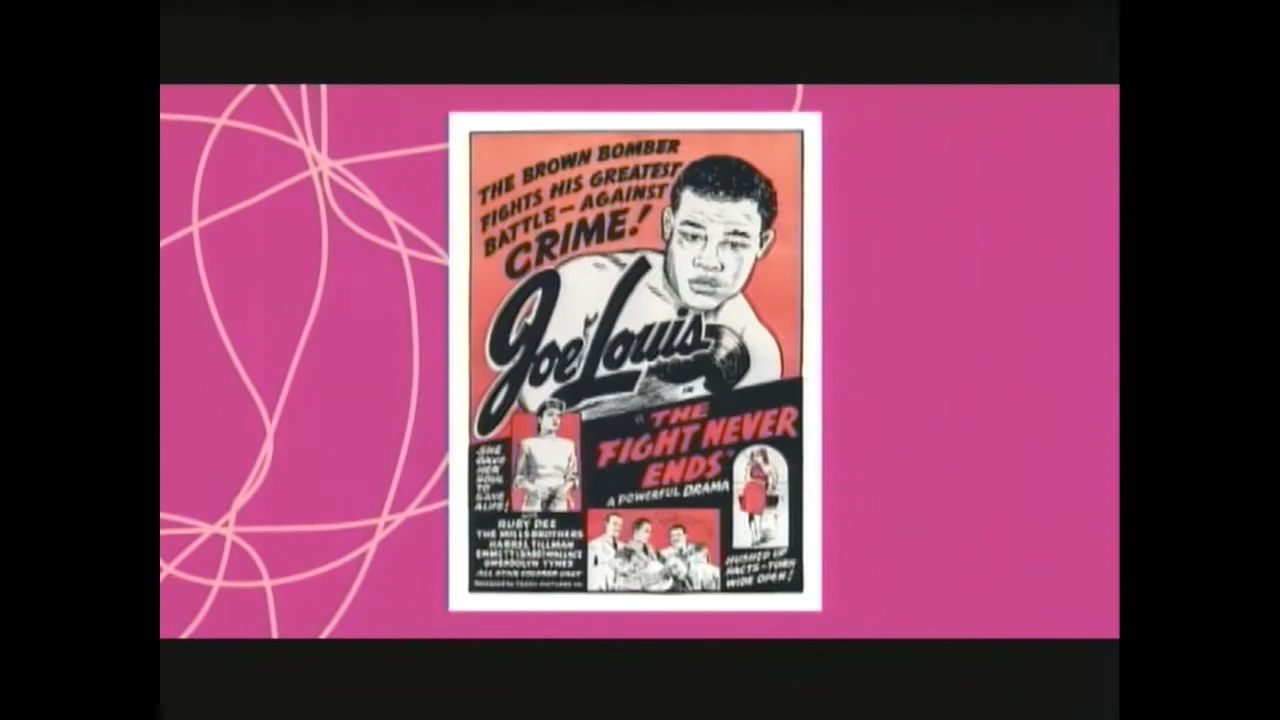 THE BROWN BOMBER
FIGHTS HIS GREATEST
BATTLE — AGAINST
CRIME!
Joe Louis
IN
"THE
FIGHT NEVER
ENDS"
A POWERFUL DRAMA
SHE
GAVE
HER
SOUL
TO
SAVE
A LIFE!
WITH
RUBY DEE
THE MILLS BROTHERS
HARREL TILLMAN
EMMETT (BABE) WALLACE
GWENDOLYN TYNES
ALL STAR COLORED CAST
HUSHED UP
FACTS—TORN
WIDE OPEN!